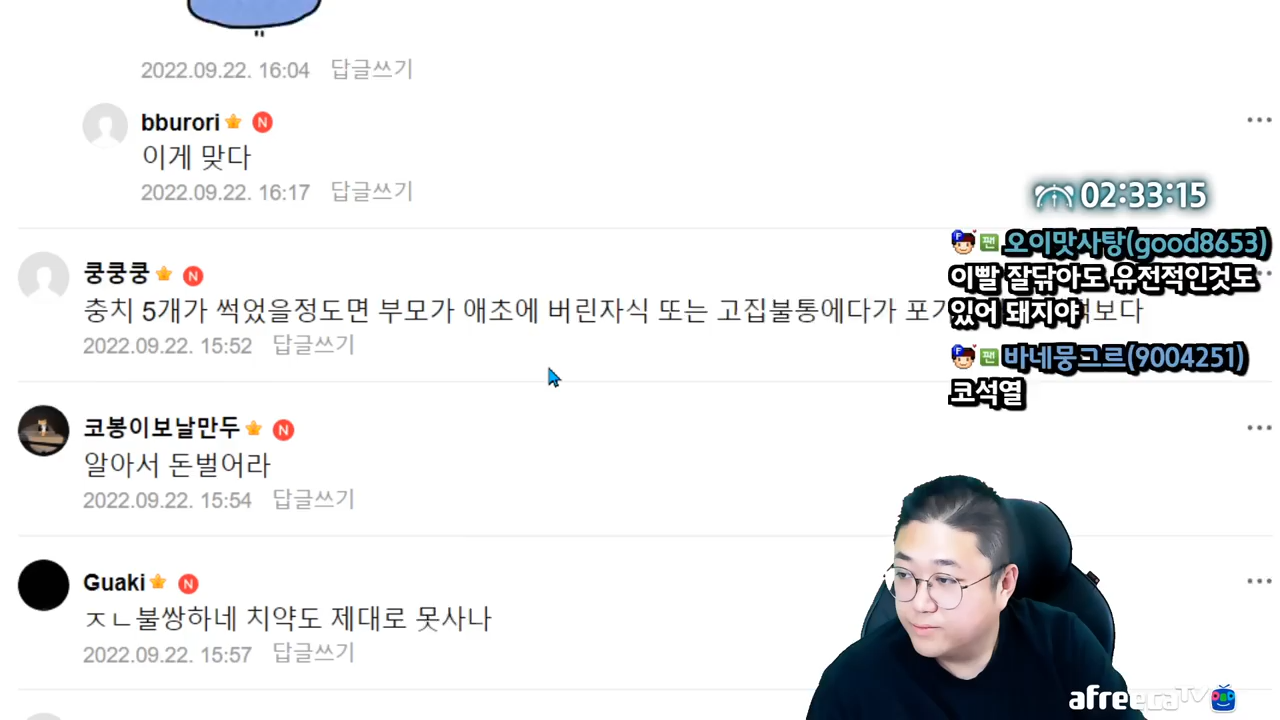 2022.09.22. 16:04 답글쓰기
bburori N
이게 맞다
2022.09.22. 16:17 답글쓰기
02:33:15
팬 오이맛사탕(good8653)
이빨 잘닦아도 유전적인것도
있어 돼지야
쿵쿵쿵 N
충치 5개가 썩었을정도면 부모가 애초에 버린자식 또는 고집불통에다가
2022.09.22. 15:52 답글쓰기
팬 바네뭉그르(9004251)
코석열
코봉이보날만두 N
알아서 돈벌어라
2022.09.22. 15:54 답글쓰기
Guaki N
ㅈㄴ불쌍하네 치약도 제대로 못사나
2022.09.22. 15:57 답글쓰기
afreecaTV